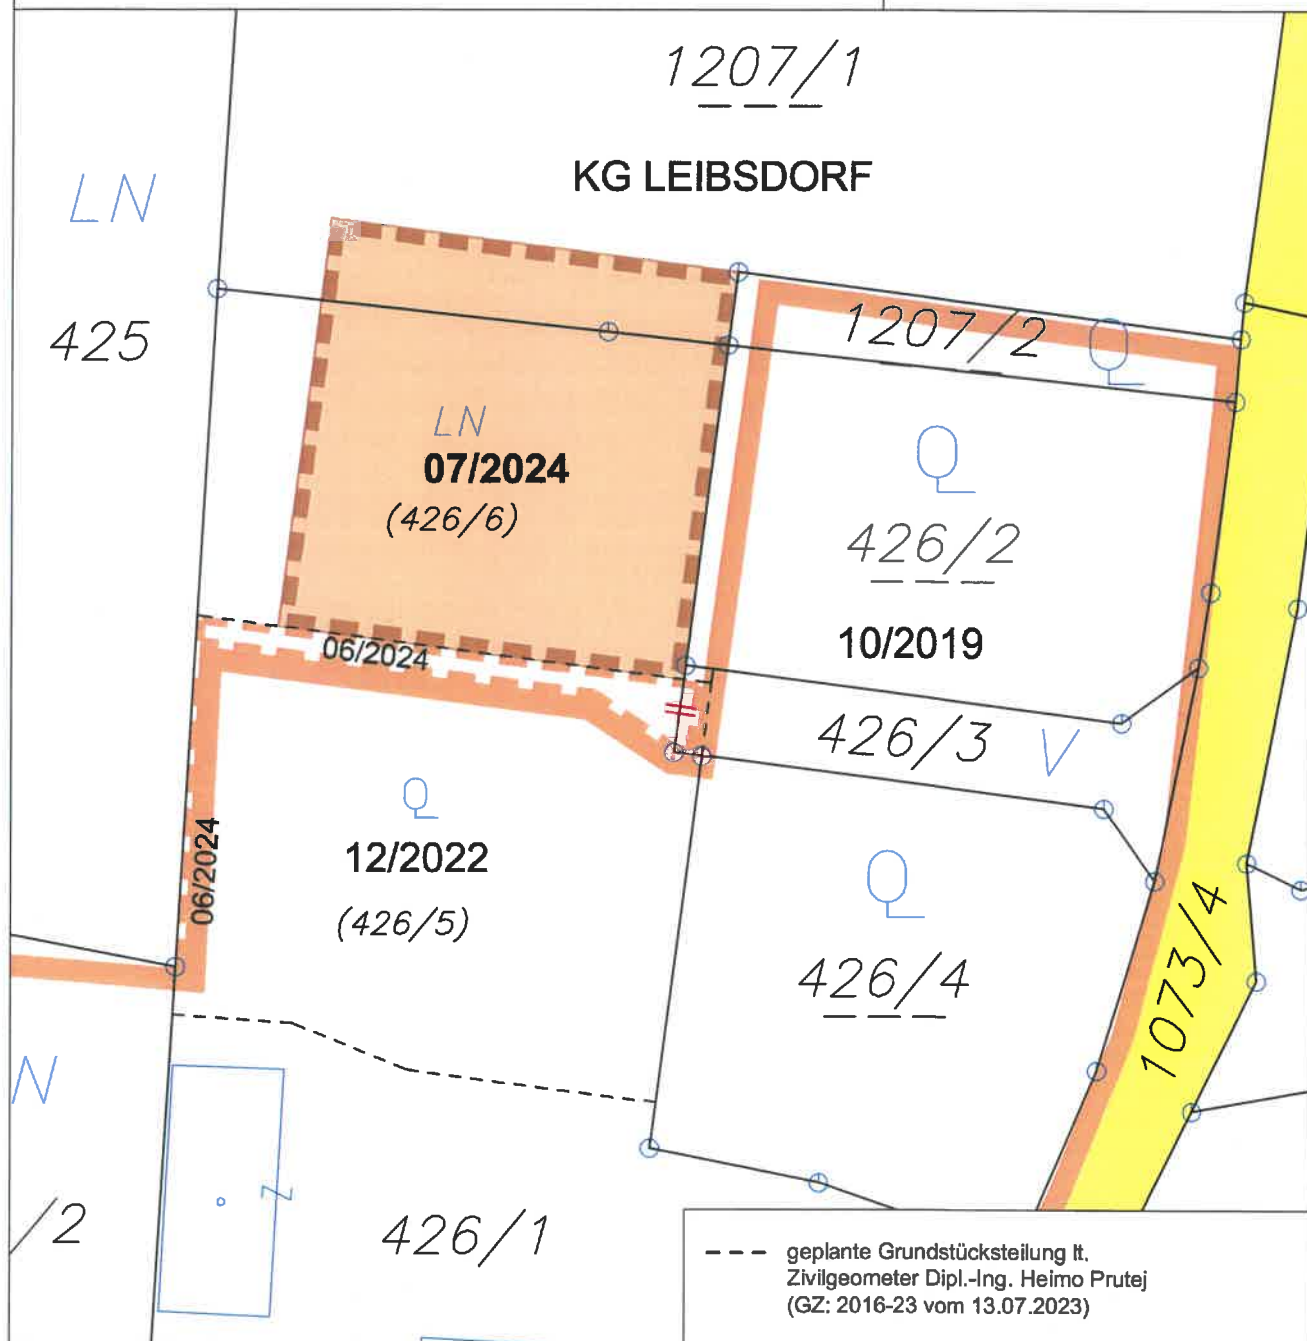 1207/1
KG LEIBSDORF
LN
425
1207/2
LN
07/2024
(426/6)
426/2
10/2019
06/2024
426/3
V
06/2024
12/2022
(426/5)
426/4
1073/4
N
/2
426/1
geplante Grundstücksteilung lt.
Zivilgeometer Dipl.-Ing. Heimo Prutej
(GZ: 2016-23 vom 13.07.2023)